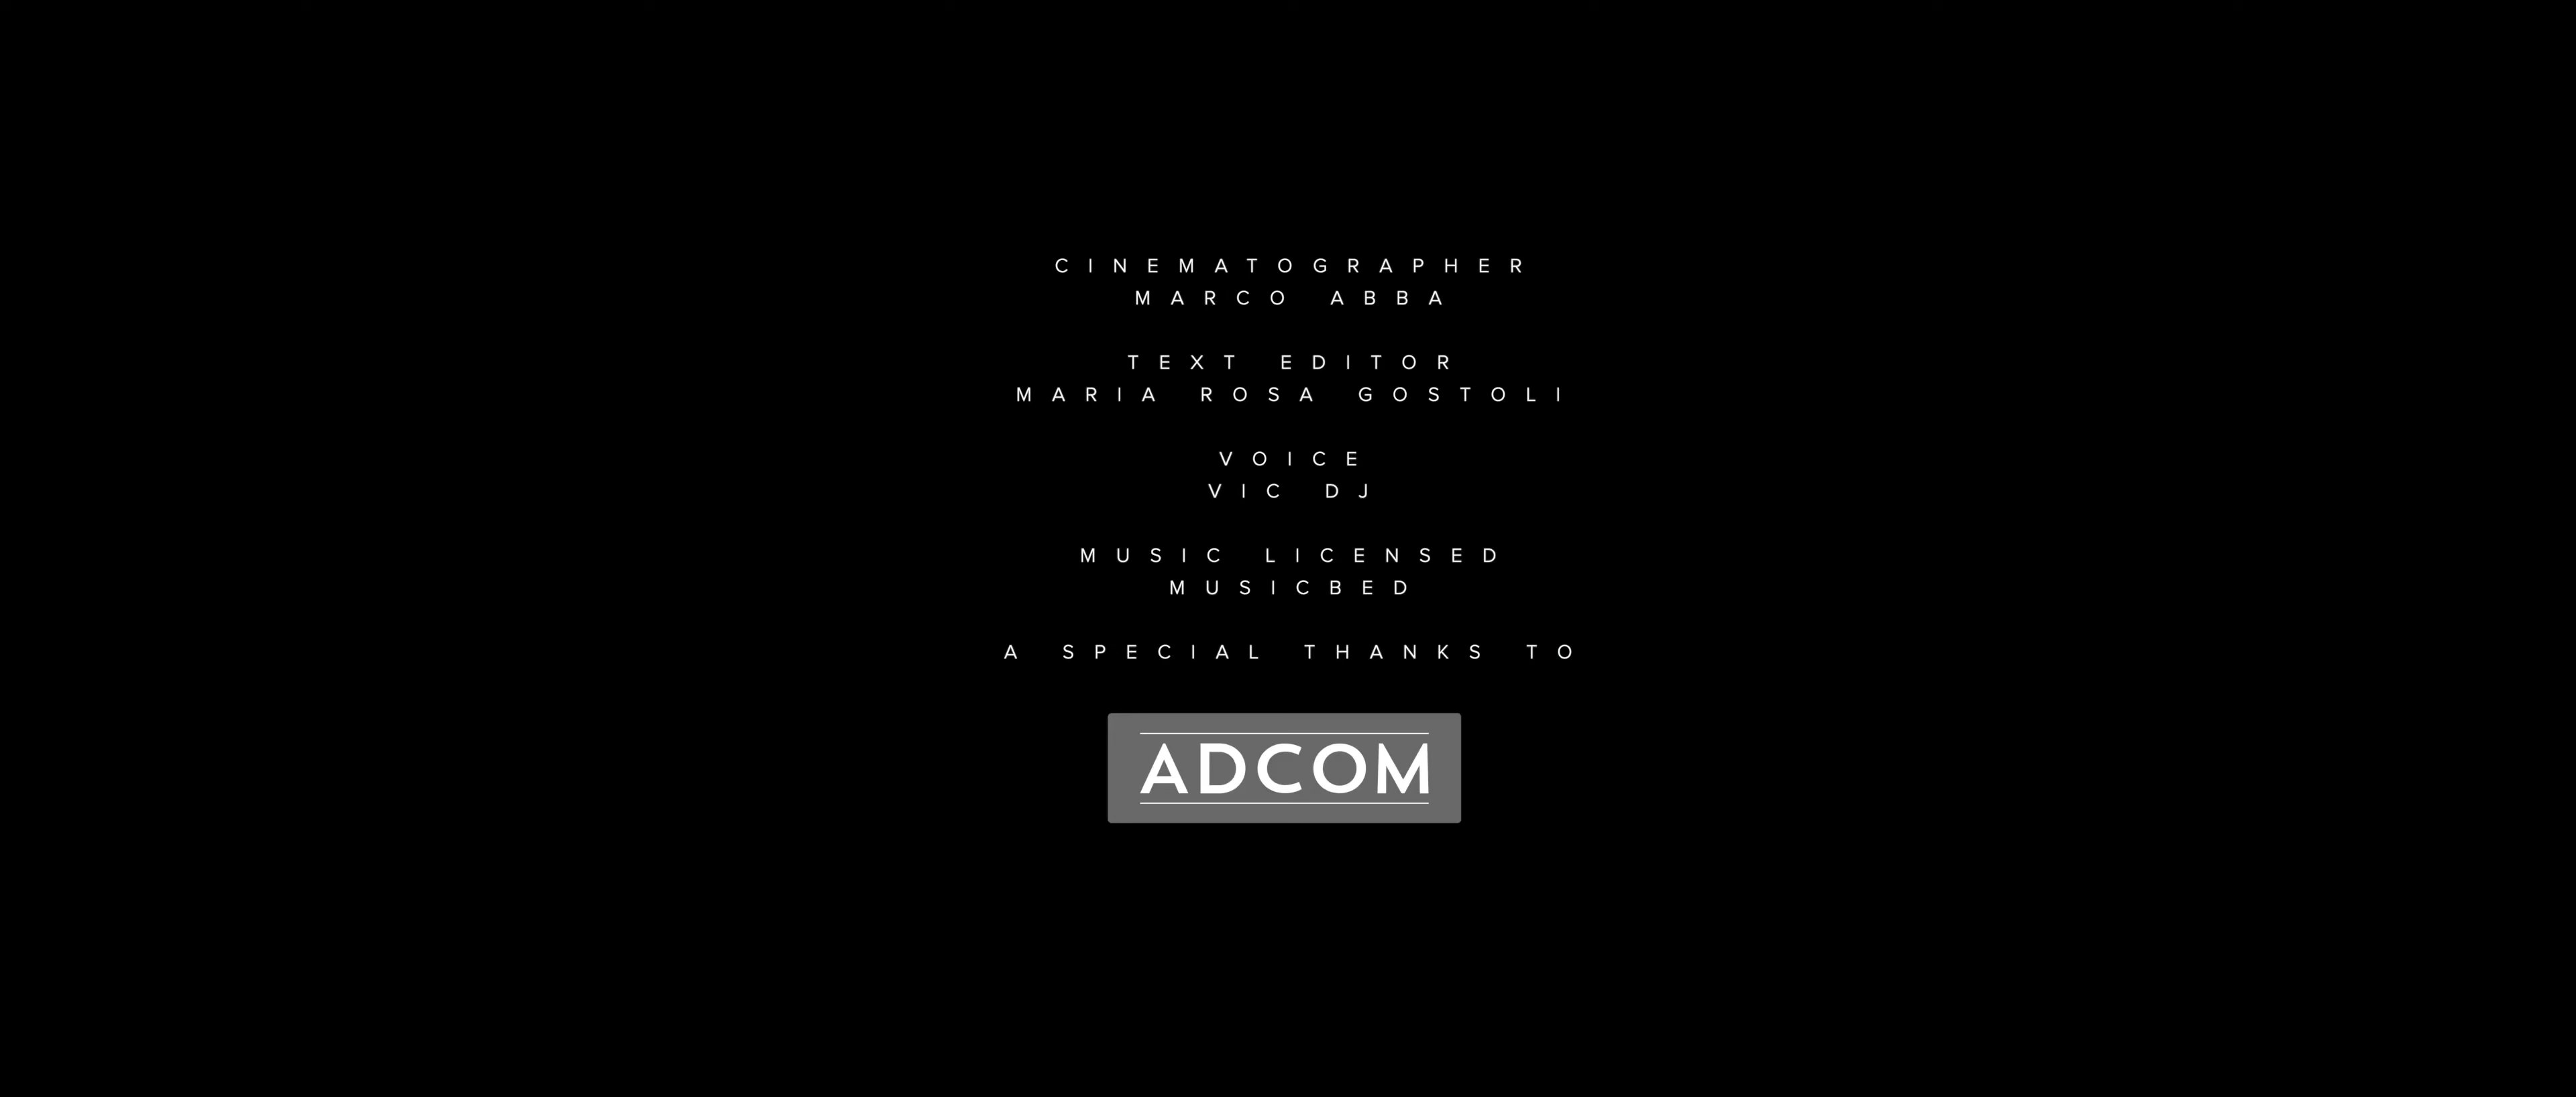 CINEMATOGRAPHER
MARCO ABBA
TEXT EDITOR
MARIA ROSA GOSTOLI
VOICE
VIC DJ
MUSIC LICENSED
MUSICBED
A SPECIAL THANKS TO
ADCOM